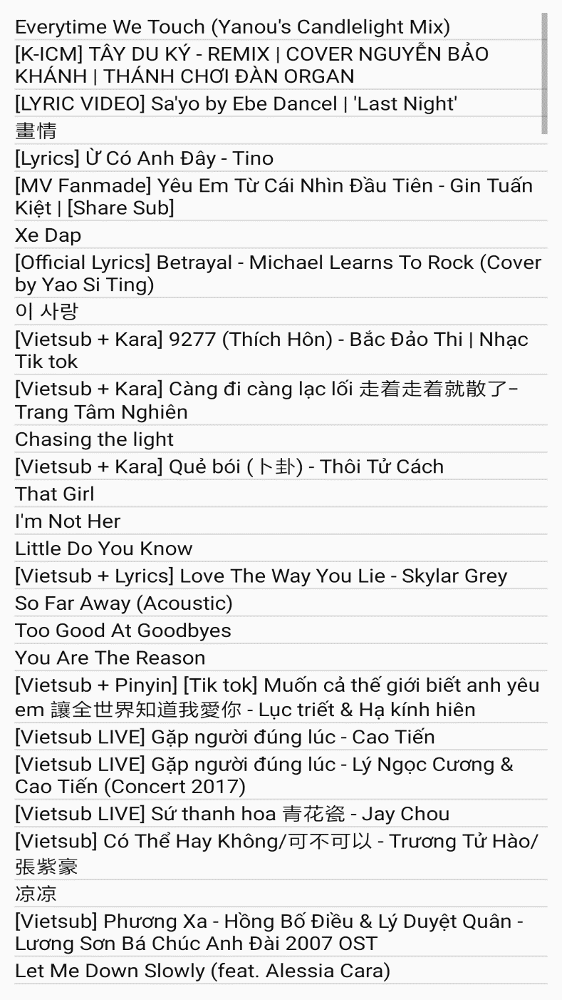 Everytime We Touch (Yanou's Candlelight Mix)
[K-ICM] TÂY DU KÝ - REMIX | COVER NGUYỄN BẢO
KHÁNH | THÁNH CHƠI ĐÀN ORGAN
[LYRIC VIDEO] Sa'yo by Ebe Dancel | 'Last Night'
畫情
[Lyrics] Ừ Có Anh Đây - Tino
[MV Fanmade] Yêu Em Từ Cái Nhìn Đầu Tiên - Gin Tuấn
Kiệt | [Share Sub]
Xe Dap
[Official Lyrics] Betrayal - Michael Learns To Rock (Cover
by Yao Si Ting)
이 사랑
[Vietsub + Kara] 9277 (Thích Hôn) - Bắc Đảo Thi | Nhạc
Tik tok
[Vietsub + Kara] Càng đi càng lạc lối 走着走着就散了–
Trang Tâm Nghiên
Chasing the light
[Vietsub + Kara] Quẻ bói (卜卦) - Thôi Tử Cách
That Girl
I'm Not Her
Little Do You Know
[Vietsub + Lyrics] Love The Way You Lie - Skylar Grey
So Far Away (Acoustic)
Too Good At Goodbyes
You Are The Reason
[Vietsub + Pinyin] [Tik tok] Muốn cả thế giới biết anh yêu
em 讓全世界知道我愛你 - Lục triết & Hạ kính hiên
[Vietsub LIVE] Gặp người đúng lúc - Cao Tiến
[Vietsub LIVE] Gặp người đúng lúc - Lý Ngọc Cương &
Cao Tiến (Concert 2017)
[Vietsub LIVE] Sứ thanh hoa 青花瓷 - Jay Chou
[Vietsub] Có Thể Hay Không/可不可以 - Trương Tử Hào/
張紫豪
凉凉
[Vietsub] Phương Xa - Hồng Bố Điều & Lý Duyệt Quân -
Lương Sơn Bá Chúc Anh Đài 2007 OST
Let Me Down Slowly (feat. Alessia Cara)